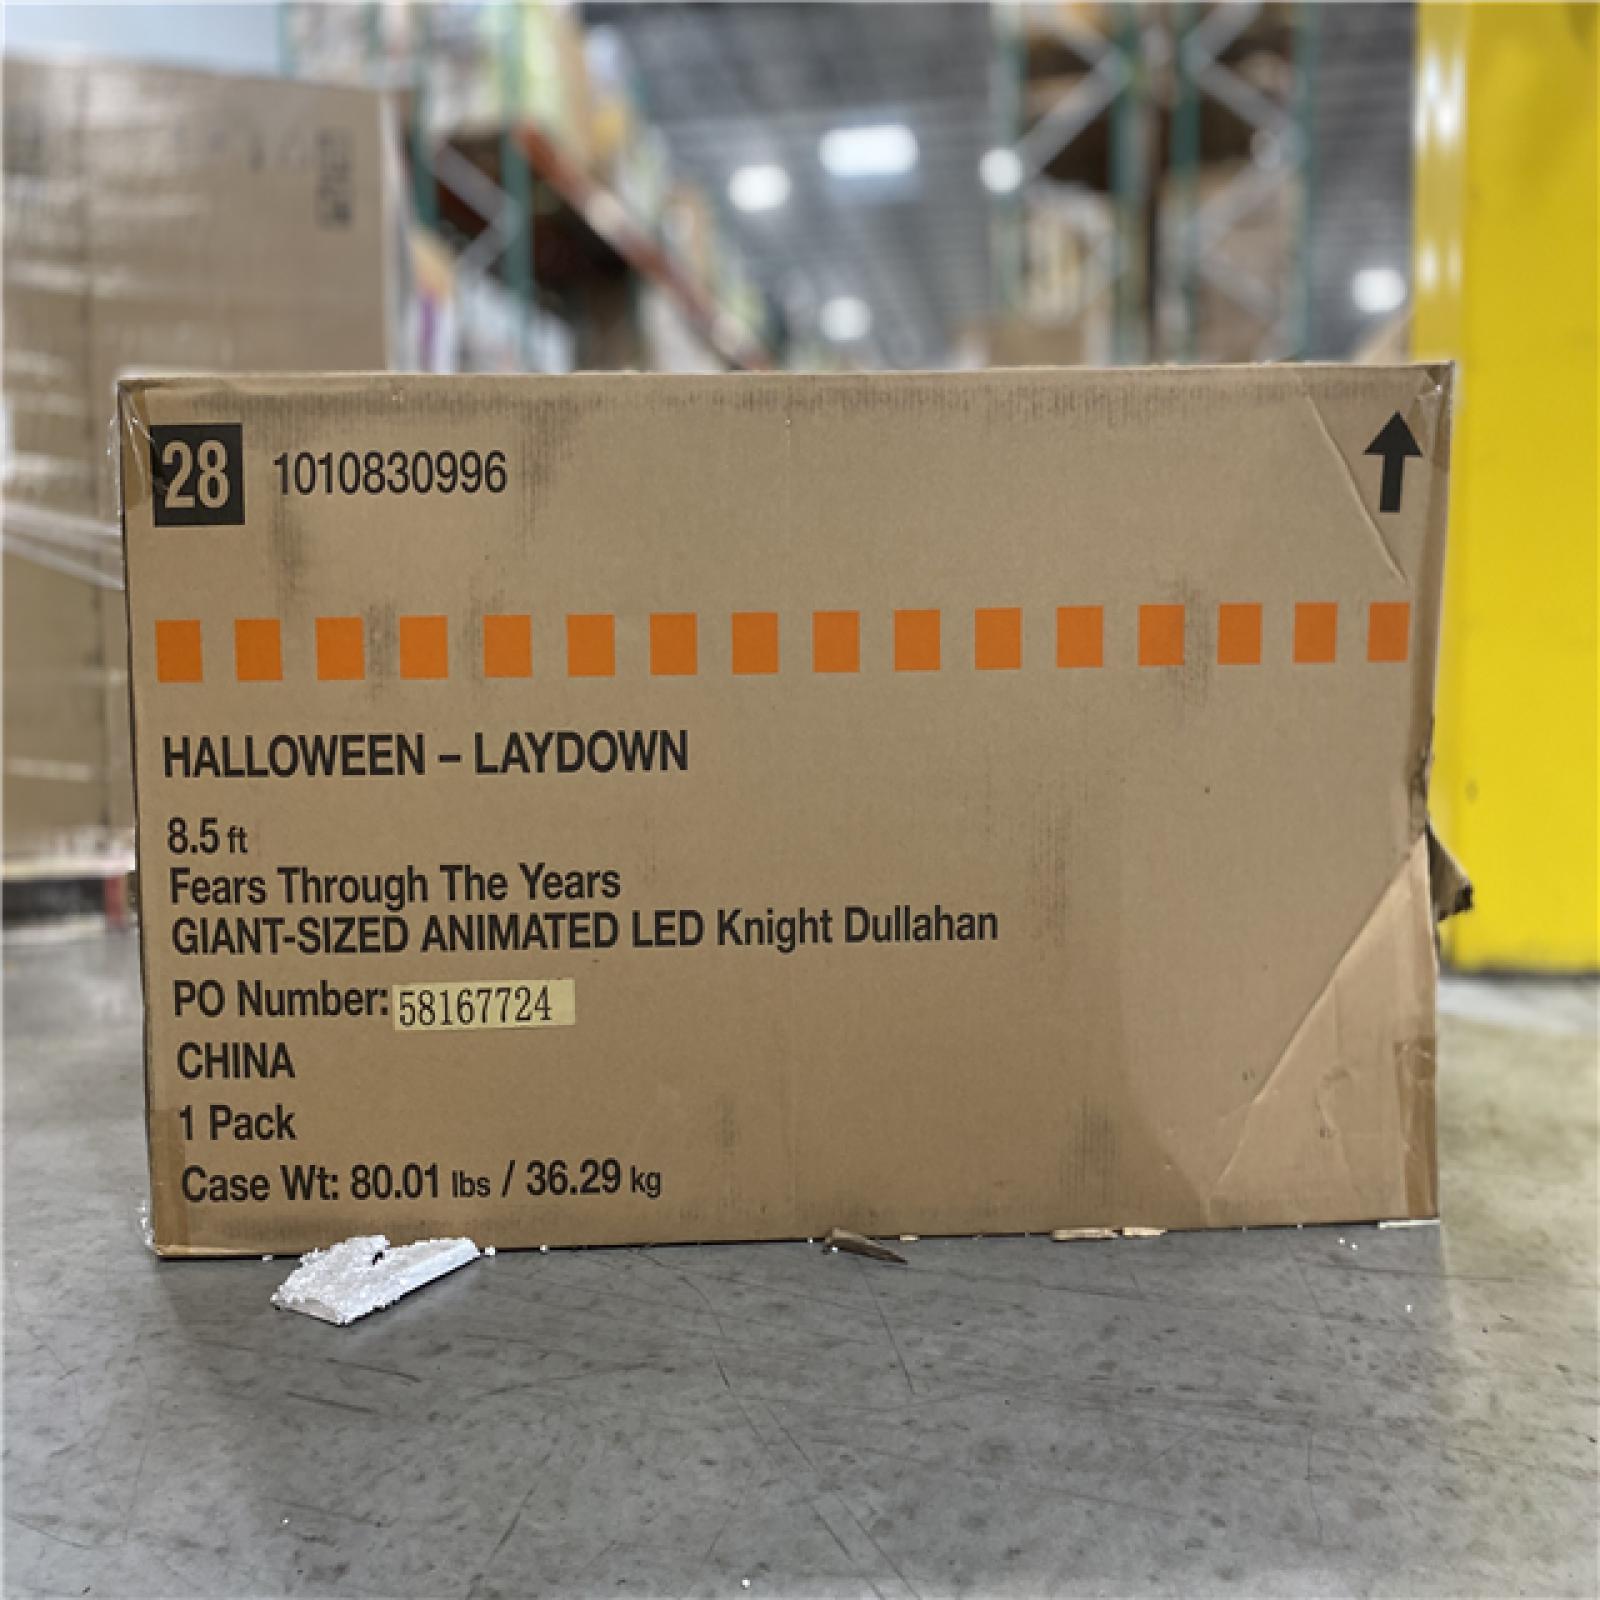 28 1010830996
HALLOWEEN – LAYDOWN
8.5 ft
Fears Through The Years
GIANT-SIZED ANIMATED LED Knight Dullahan
PO Number: 58167724
CHINA
1 Pack
Case Wt: 80.01 lbs / 36.29 kg